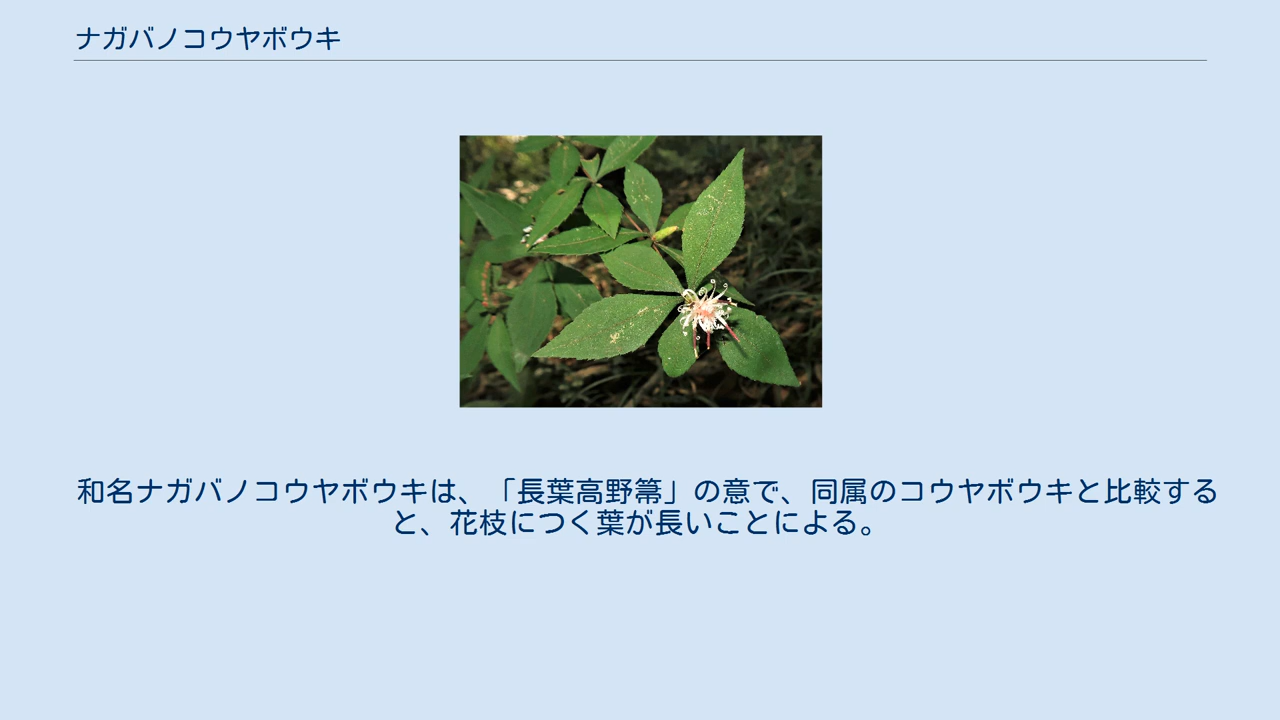 ナガバノコウヤボウキ
和名ナガバノコウヤボウキは、「長葉高野箒」の意で、同属のコウヤボウキと比較する
と、花枝につく葉が長いことによる。